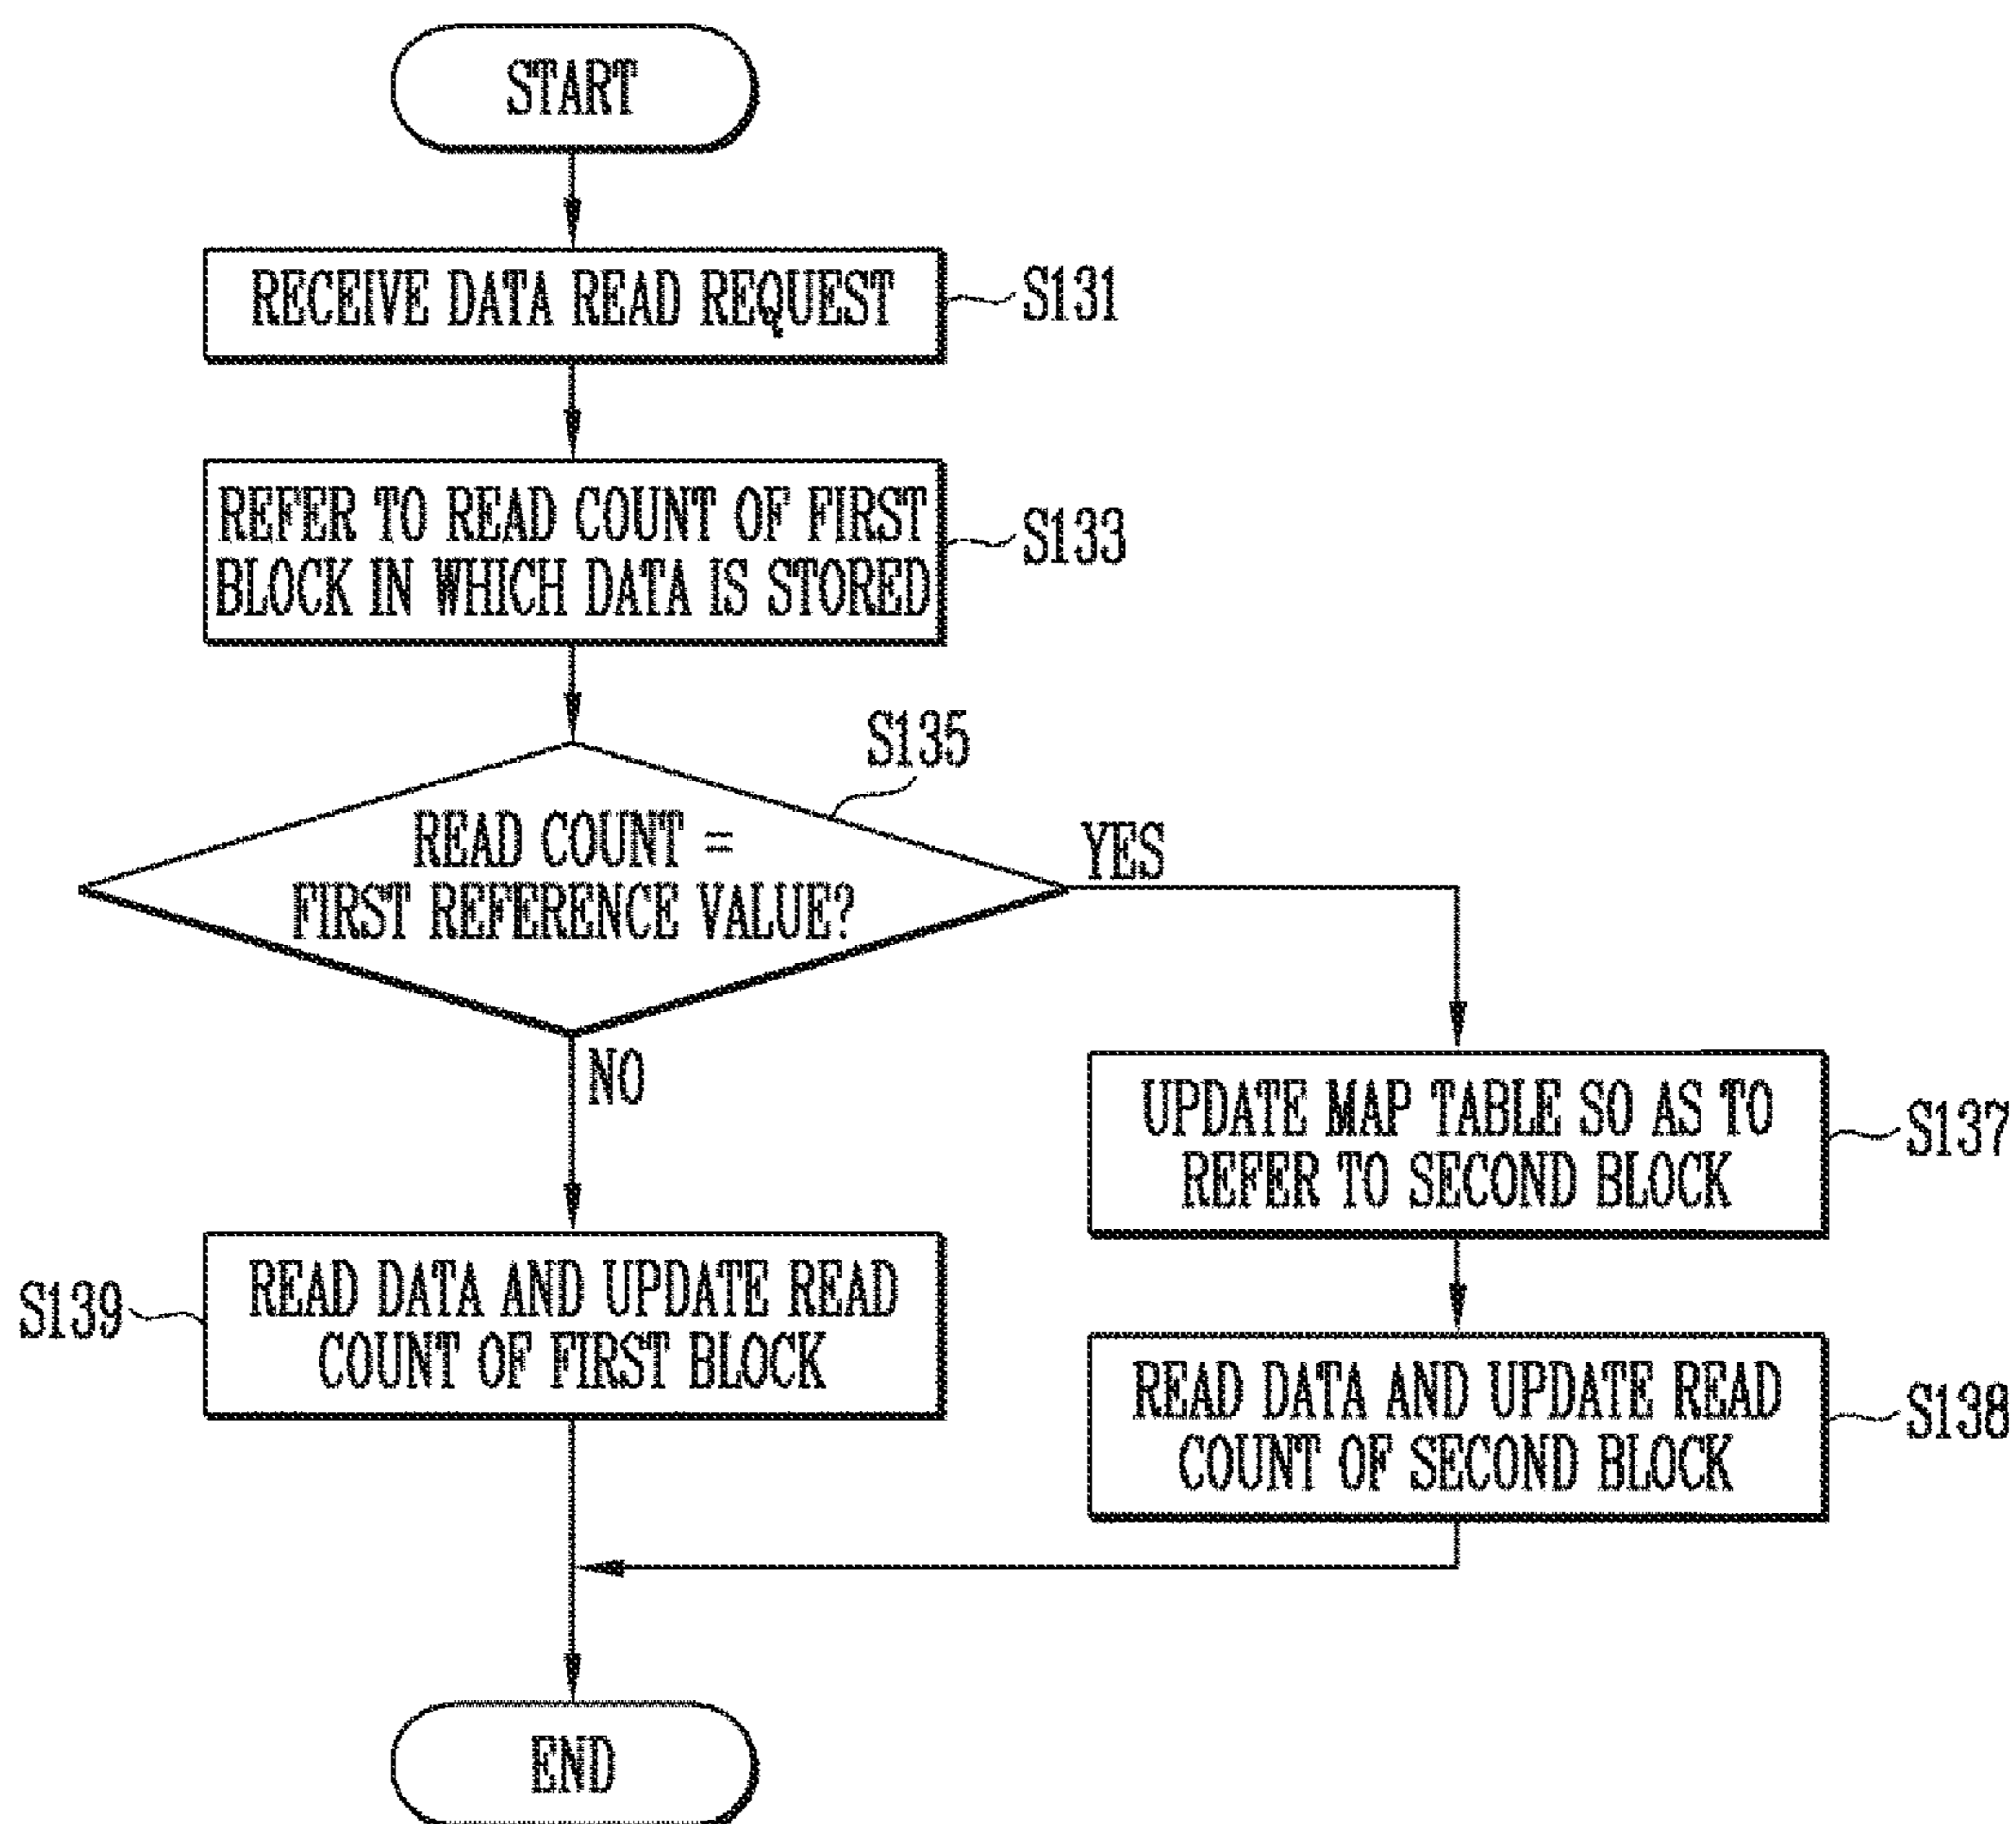 START
RECEIVE DATA READ REQUEST
S131
REFER TO READ COUNT OF FIRST
BLOCK IN WHICH DATA IS STORED
S133
S135
READ COUNT =
FIRST REFERENCE VALUE?
YES
NO
UPDATE MAP TABLE SO AS TO
REFER TO SECOND BLOCK
S137
S139
READ DATA AND UPDATE READ
COUNT OF FIRST BLOCK
READ DATA AND UPDATE READ
COUNT OF SECOND BLOCK
S138
END